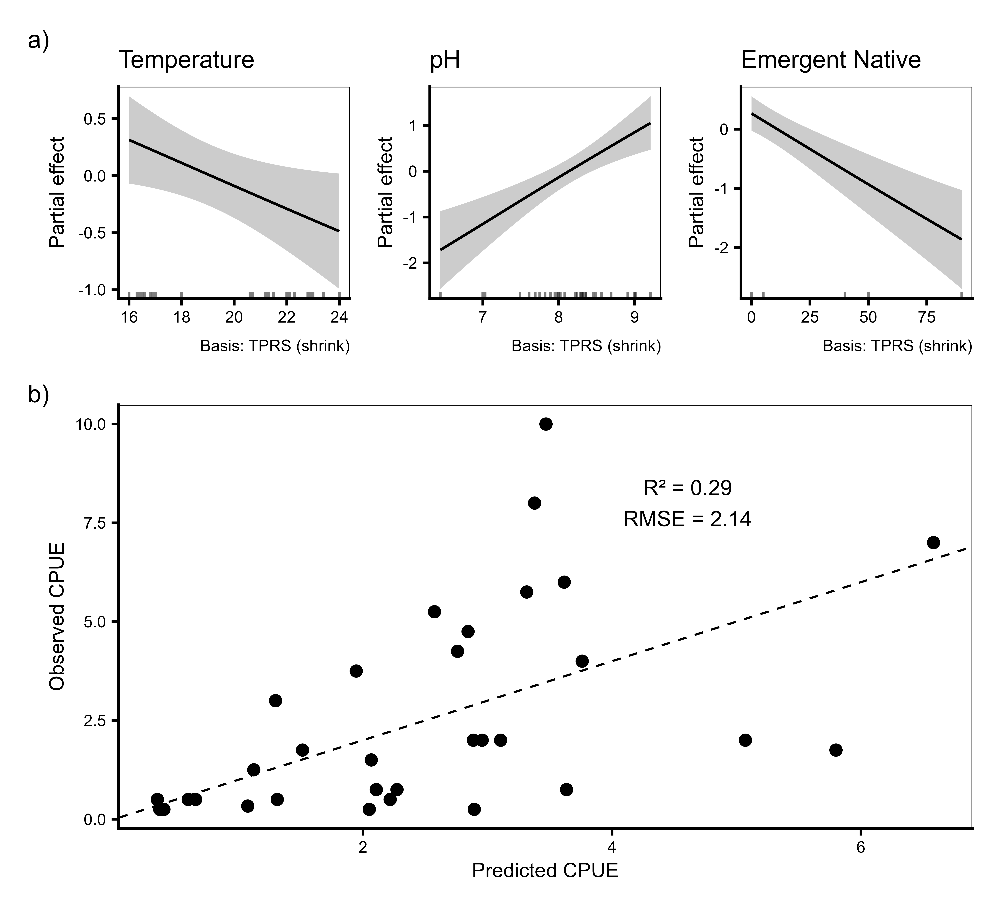 a)
Temperature
pH
Emergent Native
Partial effect
0.5
0.0
-0.5
-1.0
16 18 20 22 24
Basis: TPRS (shrink)
Partial effect
1
0
-1
-2
7 8 9
Basis: TPRS (shrink)
Partial effect
0
-1
-2
0 25 50 75
Basis: TPRS (shrink)
b)
Observed CPUE
10.0
7.5
5.0
2.5
0.0
R² = 0.29
RMSE = 2.14
2 4 6
Predicted CPUE